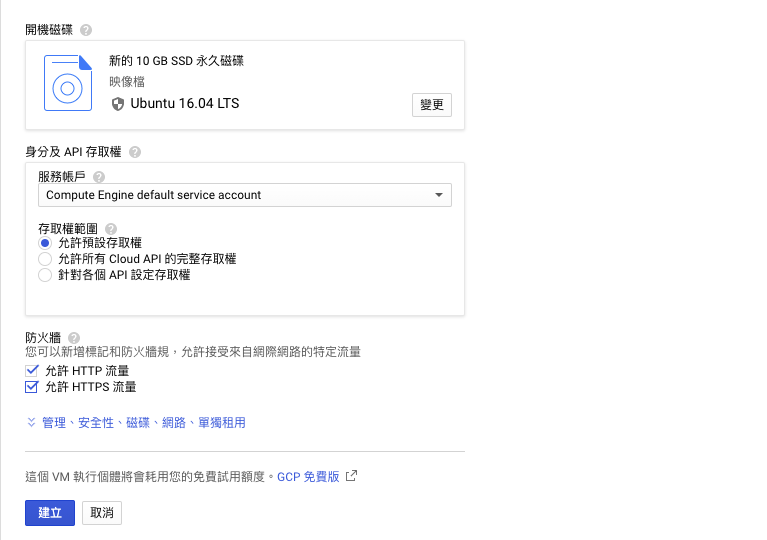 開機磁碟
新的 10 GB SSD 永久磁碟
映像檔
Ubuntu 16.04 LTS
變更
身分及 API 存取權
服務帳戶
Compute Engine default service account
存取權範圍
允許預設存取權
允許所有 Cloud API 的完整存取權
針對各個 API 設定存取權
防火牆
您可以新增標記和防火牆規，允許接受來自網際網路的特定流量
允許 HTTP 流量
允許 HTTPS 流量
管理、安全性、磁碟、網路、單獨租用
這個 VM 執行個體將會耗用您的免費試用額度。GCP 免費版
建立 取消